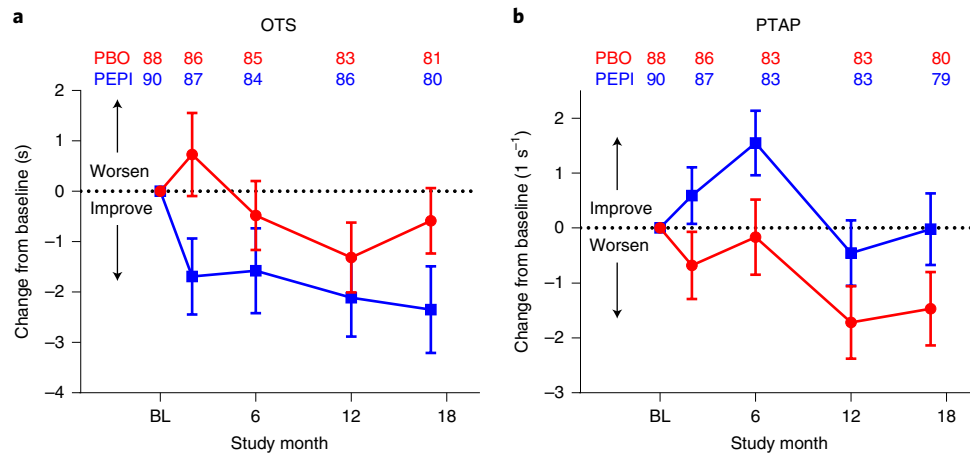 a
OTS
PBO 88 86 85 83 81
PEPI 90 87 84 86 80
2
1
0
–1
–2
–3
–4
Change from baseline (s)
Worsen
Improve
BL 6 12 18
Study month
b
PTAP
PBO 88 86 83 83 80
PEPI 90 87 83 83 79
2
1
0
–1
–2
–3
Change from baseline (1 s⁻¹)
Improve
Worsen
BL 6 12 18
Study month